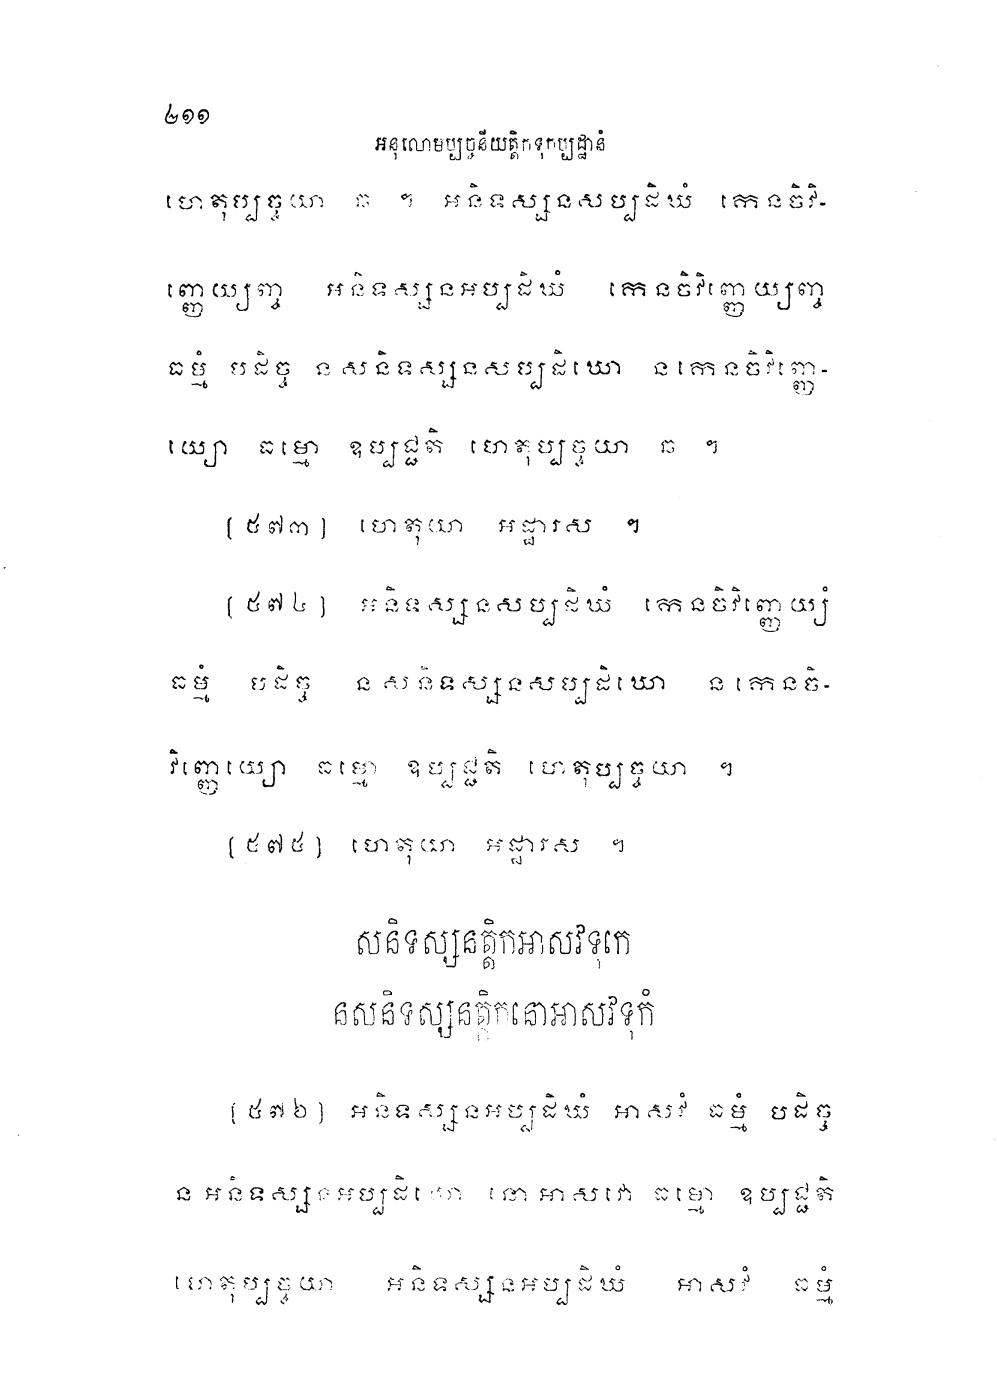 ៤១១
អនុលោមប្បច្ចនីយត្តិកទុកប្បដ្ឋានំ
ហេតុប្បច្ចយា ៣ ។ អនិទស្សនសប្បដិឃំ កេនចិវិ-
ញ្ញេយ្យញ្ច អនិទស្សនអប្បដិឃំ កេនចិវិញ្ញេយ្យញ្ច
ធម្មំ បដិច្ច ន សនិទស្សនសប្បដិឃោ ន កេនចិវិញ្ញេ-
យ្យោ ធម្មោ ឧប្បជ្ជតិ ហេតុប្បច្ចយា ៣ ។
[៥៧៣] ហេតុយា អដ្ឋារស ។
[៥៧៤] អនិទស្សនសប្បដិឃំ កេនចិវិញ្ញេយ្យំ
ធម្មំ បដិច្ច ន សនិទស្សនសប្បដិឃោ ន កេនចិ-
វិញ្ញេយ្យោ ធម្មោ ឧប្បជ្ជតិ ហេតុប្បច្ចយា ។
[៥៧៥] ហេតុយា អដ្ឋារស ។
សនិទស្សនត្តិកអាសវទុកេ
នសនិទស្សនត្តិកនោអាសវទុកំ
[៥៧៦] អនិទស្សនអប្បដិឃំ អាសវំ ធម្មំ បដិច្ច
ន អនិទស្សនអប្បដិឃោ នោ អាសវោ ធម្មោ ឧប្បជ្ជតិ
ហេតុប្បច្ចយា អនិទស្សនអប្បដិឃំ អាសវំ ធម្មំ